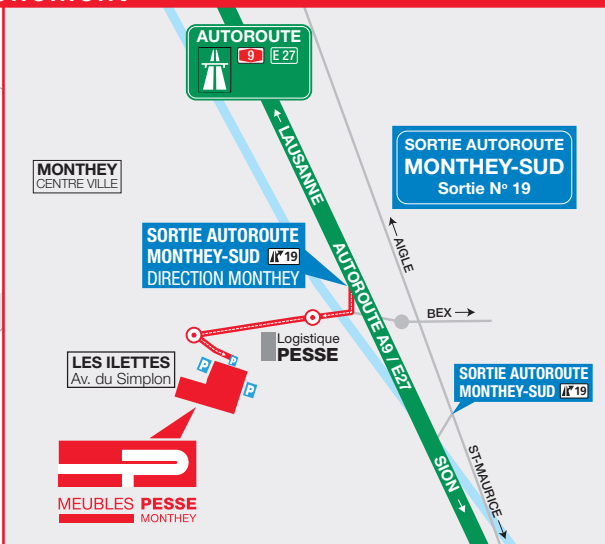 AUTOROUTE
9 E 27
SORTIE AUTOROUTE
MONTHEY-SUD
Sortie No 19
MONTHEY
CENTRE VILLE
← LAUSANNE
AUTOROUTE A9 / E27
SION →
← AIGLE
SORTIE AUTOROUTE
MONTHEY-SUD 19
DIRECTION MONTHEY
BEX →
Logistique
PESSE
LES ILETTES
Av. du Simplon
P
P
P
SORTIE AUTOROUTE
MONTHEY-SUD 19
ST-MAURICE →
MEUBLES PESSE
MONTHEY